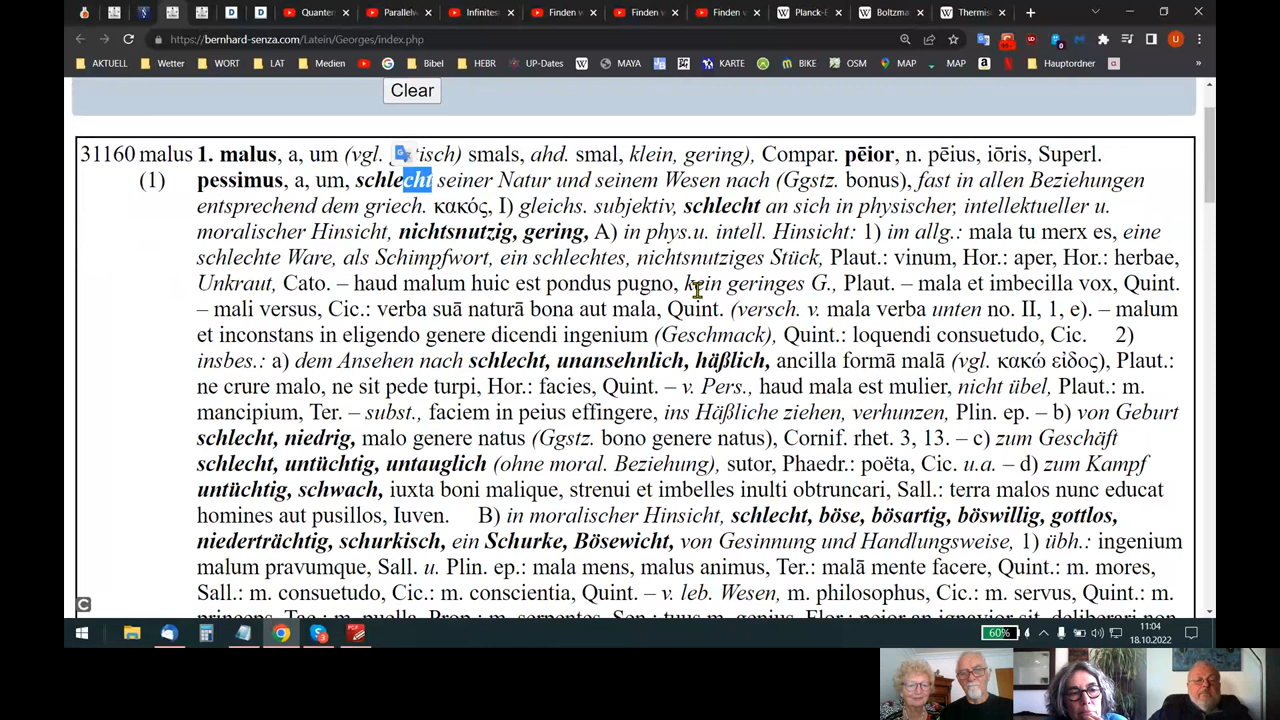 Quanten
Parallelw
Infinitesi
Finden v
Finden v
Finden v
Planck-E
Boltzma
Thermis
https://bernhard-senza.com/Latein/Georges/index.php
AKTUELL Wetter WORT LAT Medien Bibel HEBR UP-Dates MAYA KARTE BIKE OSM MAP MAP Hauptordner
Clear
31160 malus 1. malus, a, um (vgl. tisch) smals, ahd. smal, klein, gering), Compar. pēior, n. pēius, iōris, Superl.
(1) pessimus, a, um, schlecht seiner Natur und seinem Wesen nach (Ggstz. bonus), fast in allen Beziehungen
entsprechend dem griech. κακός, I) gleichs. subjektiv, schlecht an sich in physischer, intellektueller u.
moralischer Hinsicht, nichtsnutzig, gering, A) in phys.u. intell. Hinsicht: 1) im allg.: mala tu merx es, eine
schlechte Ware, als Schimpfwort, ein schlechtes, nichtsnutziges Stück, Plaut.: vinum, Hor.: aper, Hor.: herbae,
Unkraut, Cato. – haud malum huic est pondus pugno, kein geringes G., Plaut. – mala et imbecilla vox, Quint.
– mali versus, Cic.: verba suā naturā bona aut mala, Quint. (versch. v. mala verba unten no. II, 1, e). – malum
et inconstans in eligendo genere dicendi ingenium (Geschmack), Quint.: loquendi consuetudo, Cic. 2)
insbes.: a) dem Ansehen nach schlecht, unansehnlich, häßlich, ancilla formā malā (vgl. κακώ εἶδος), Plaut.:
ne crure malo, ne sit pede turpi, Hor.: facies, Quint. – v. Pers., haud mala est mulier, nicht übel, Plaut.: m.
mancipium, Ter. – subst., faciem in peius effingere, ins Häßliche ziehen, verhunzen, Plin. ep. – b) von Geburt
schlecht, niedrig, malo genere natus (Ggstz. bono genere natus), Cornif. rhet. 3, 13. – c) zum Geschäft
schlecht, untüchtig, untauglich (ohne moral. Beziehung), sutor, Phaedr.: poëta, Cic. u.a. – d) zum Kampf
untüchtig, schwach, iuxta boni malique, strenui et imbelles inulti obtruncari, Sall.: terra malos nunc educat
homines aut pusillos, Iuven. B) in moralischer Hinsicht, schlecht, böse, bösartig, böswillig, gottlos,
niederträchtig, schurkisch, ein Schurke, Bösewicht, von Gesinnung und Handlungsweise, 1) übh.: ingenium
malum pravumque, Sall. u. Plin. ep.: mala mens, malus animus, Ter.: malā mente facere, Quint.: m. mores,
Sall.: m. consuetudo, Cic.: m. conscientia, Quint. – v. leb. Wesen, m. philosophus, Cic.: m. servus, Quint.: m.
60%
11:04
18.10.2022